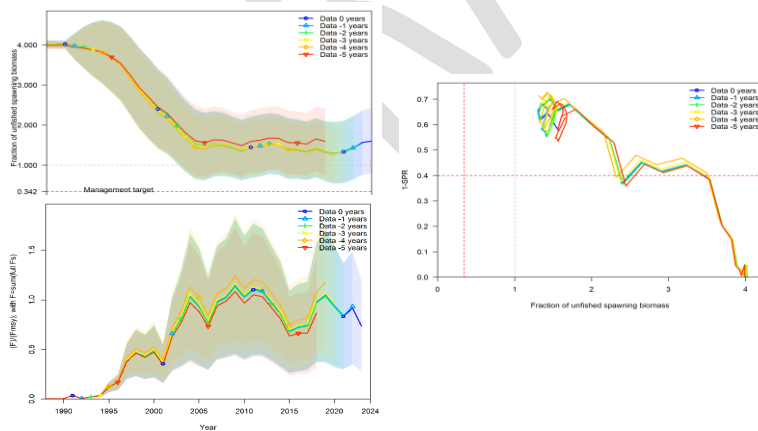 Data 0 years
Data -1 years
Data -2 years
Data -3 years
Data -4 years
Data -5 years
Fraction of unfished spawning biomass
4.000
3.000
2.000
1.000
0.342
Management target
Data 0 years
Data -1 years
Data -2 years
Data -3 years
Data -4 years
Data -5 years
(F)/(Fmsy); with F=sum(full Fs)
1.5
1.0
0.5
0.0
1990
1995
2000
2005
2010
2015
2020
2024
Year
Data 0 years
Data -1 years
Data -2 years
Data -3 years
Data -4 years
Data -5 years
1-SPR
0.7
0.6
0.5
0.4
0.3
0.2
0.1
0.0
0
1
2
3
4
Fraction of unfished spawning biomass